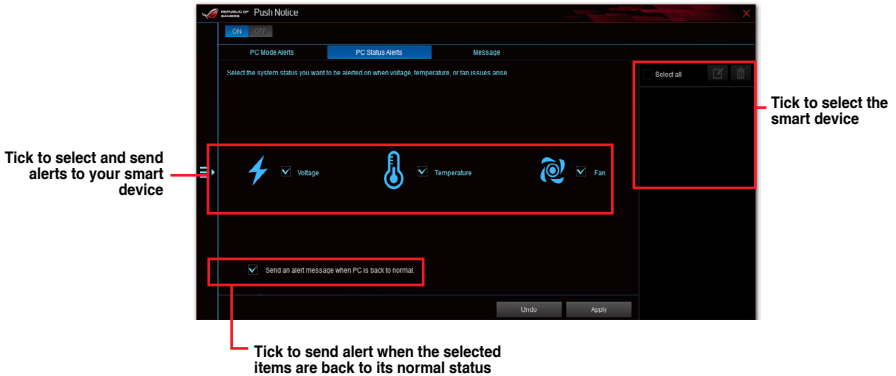 REPUBLIC OF GAMERS Push Notice
ON OFF
PC Mode Alerts PC Status Alerts Message
Select the system status you want to be alerted on when voltage, temperature, or fan issues arise
Select all
Tick to select the
smart device
Tick to select and send
alerts to your smart
device
Voltage Temperature Fan
Send an alert message when PC is back to normal.
Undo Apply
Tick to send alert when the selected
items are back to its normal status